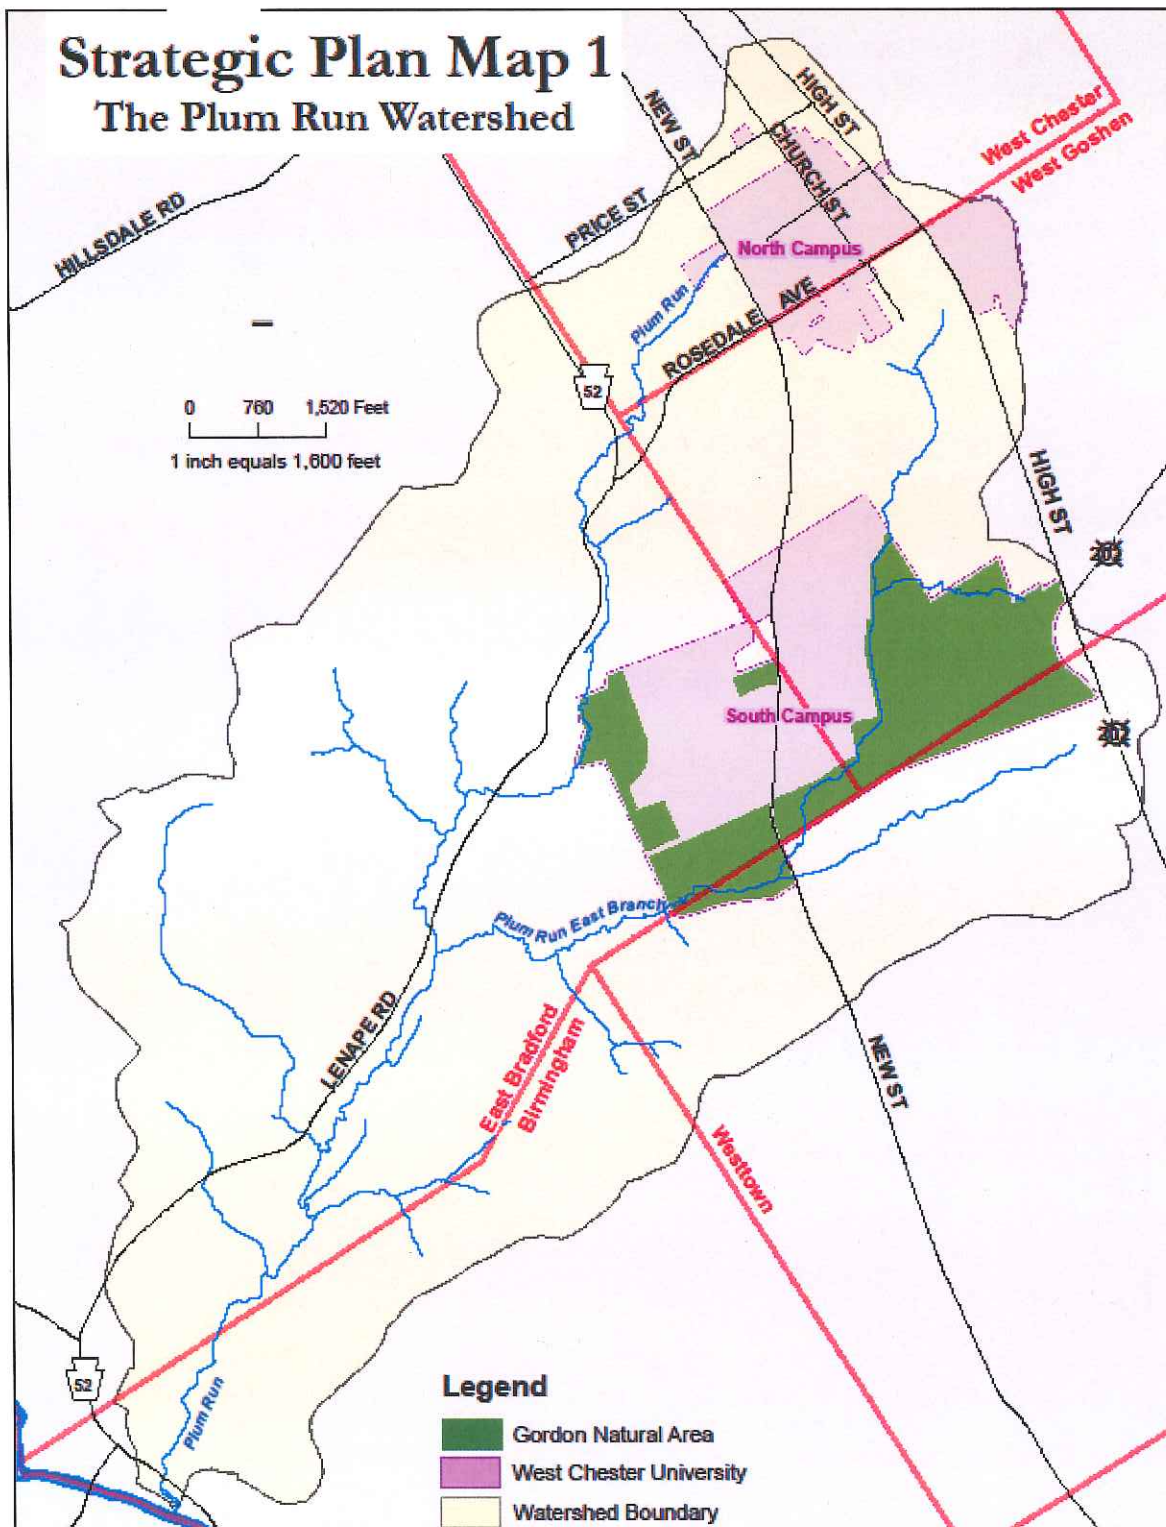 Strategic Plan Map 1
The Plum Run Watershed
HILLSDALE RD
PRICE ST
NEW ST
HIGH ST
CHURCH ST
West Chester
West Goshen
North Campus
Plum Run
ROSEDALE AVE
52
0 760 1,520 Feet
1 inch equals 1,600 feet
HIGH ST
202
South Campus
202
Plum Run East Branch
LENAPE RD
East Bradford
Birmingham
NEW ST
Westtown
52
Plum Run
Legend
Gordon Natural Area
West Chester University
Watershed Boundary